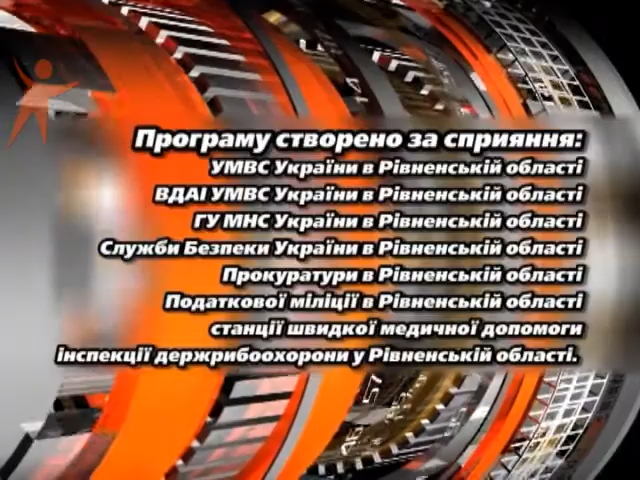 Програму створено за сприяння:
УМВС України в Рівненській області
ВДАІ УМВС України в Рівненській області
ГУ МНС України в Рівненській області
Служби Безпеки України в Рівненській області
Прокуратури в Рівненській області
Податкової міліції в Рівненській області
станції швидкої медичної допомоги
інспекції держрибоохорони у Рівненській області.